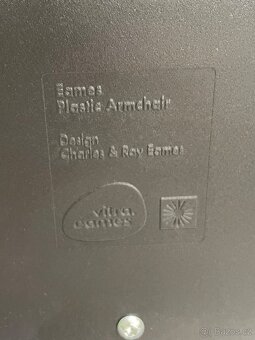 Eames
Plastic Armchair
Design
Charles & Ray Eames
vitra.
eames